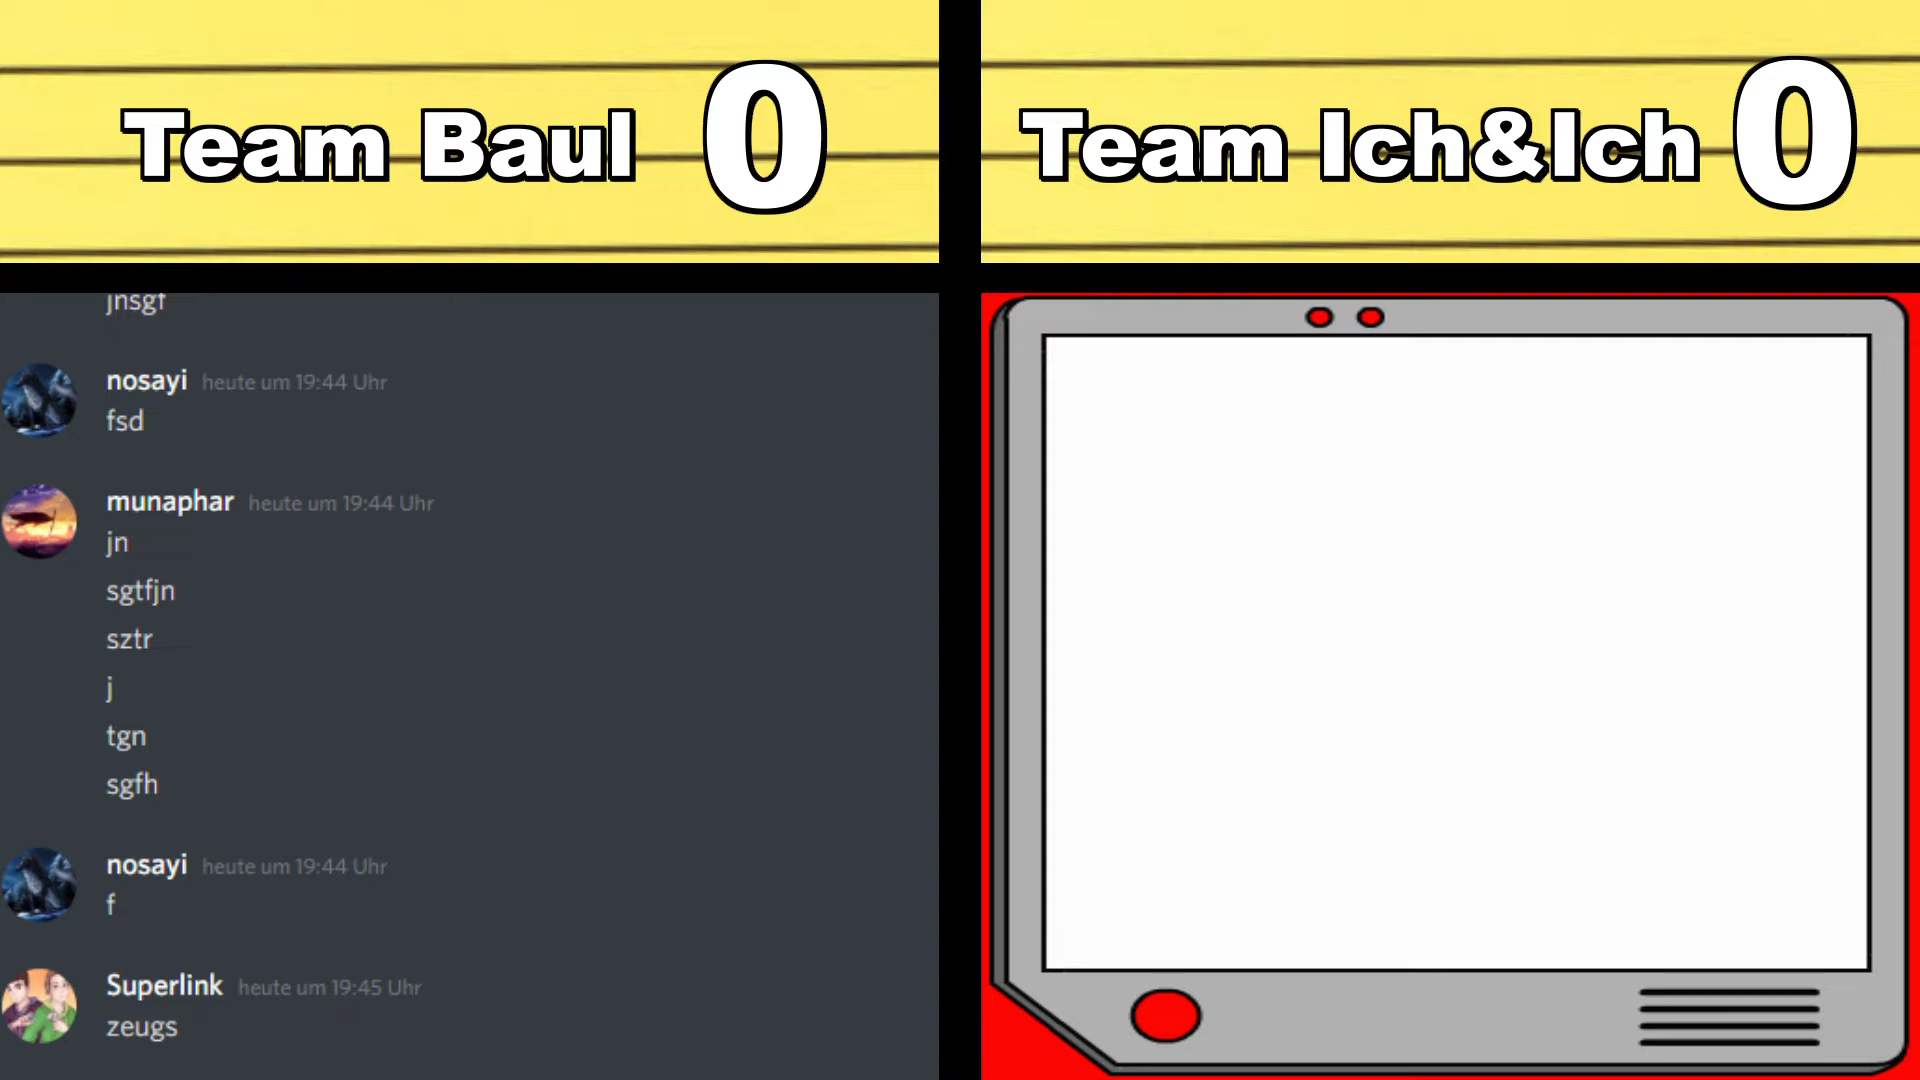 Team Baul 0
Team Ich&Ich 0
jnsgf
nosayi heute um 19:44 Uhr
fsd
munaphar heute um 19:44 Uhr
jn
sgtfjn
sztr
j
tgn
sgfh
nosayi heute um 19:44 Uhr
f
Superlink heute um 19:45 Uhr
zeugs